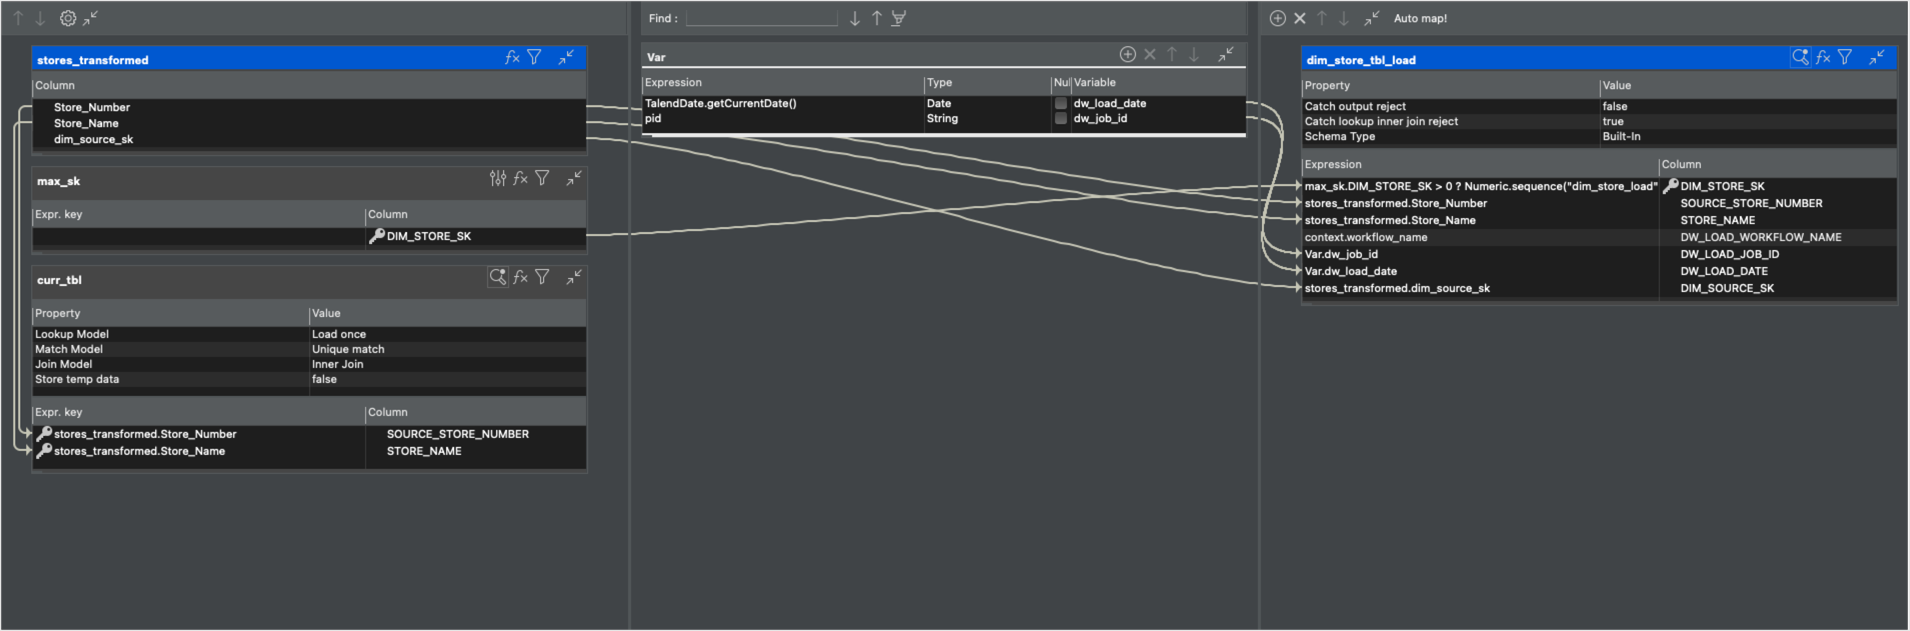 Find :
Auto map!
stores_transformed
fx
Column
Store_Number
Store_Name
dim_source_sk
max_sk
fx
Expr. key Column
DIM_STORE_SK
curr_tbl
fx
Property Value
Lookup Model Load once
Match Model Unique match
Join Model Inner Join
Store temp data false
Expr. key Column
stores_transformed.Store_Number SOURCE_STORE_NUMBER
stores_transformed.Store_Name STORE_NAME
Var
Expression Type Nul Variable
TalendDate.getCurrentDate() Date dw_load_date
pid String dw_job_id
dim_store_tbl_load
fx
Property Value
Catch output reject false
Catch lookup inner join reject true
Schema Type Built-In
Expression Column
max_sk.DIM_STORE_SK > 0 ? Numeric.sequence("dim_store_load" DIM_STORE_SK
stores_transformed.Store_Number SOURCE_STORE_NUMBER
stores_transformed.Store_Name STORE_NAME
context.workflow_name DW_LOAD_WORKFLOW_NAME
Var.dw_job_id DW_LOAD_JOB_ID
Var.dw_load_date DW_LOAD_DATE
stores_transformed.dim_source_sk DIM_SOURCE_SK